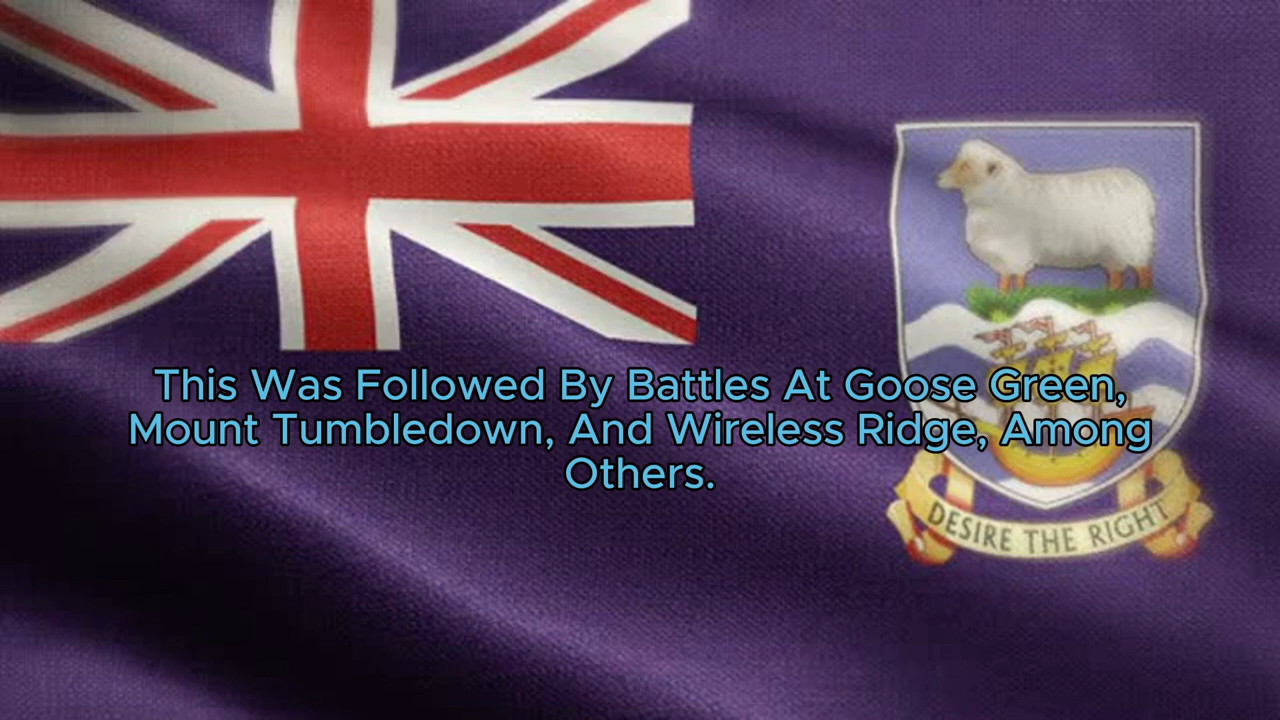 This Was Followed By Battles At Goose Green,
Mount Tumbledown, And Wireless Ridge, Among
Others.
DESIRE THE RIGHT